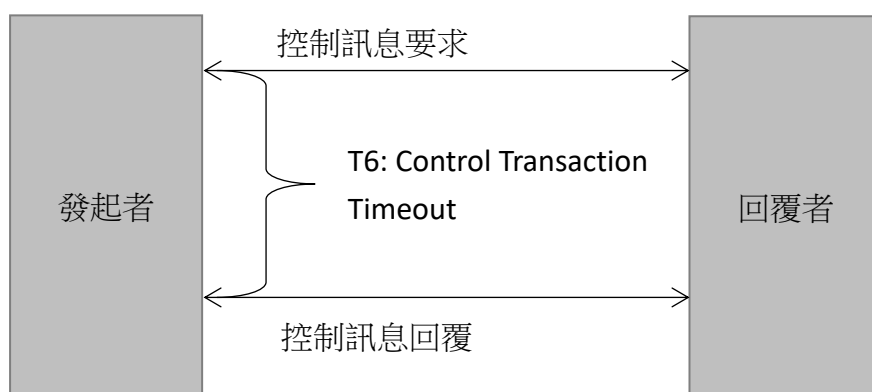 控制訊息要求
T6: Control Transaction
Timeout
發起者
回覆者
控制訊息回覆